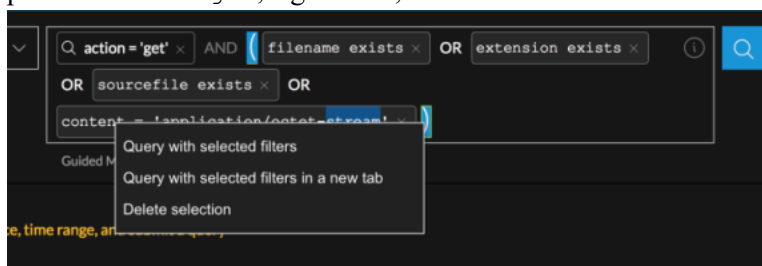 action = 'get' × AND ( filename exists × OR extension exists ×
OR sourcefile exists × OR
content = 'application/octet-stream' × )
Query with selected filters
Guided M
Query with selected filters in a new tab
Delete selection
e, time range, an